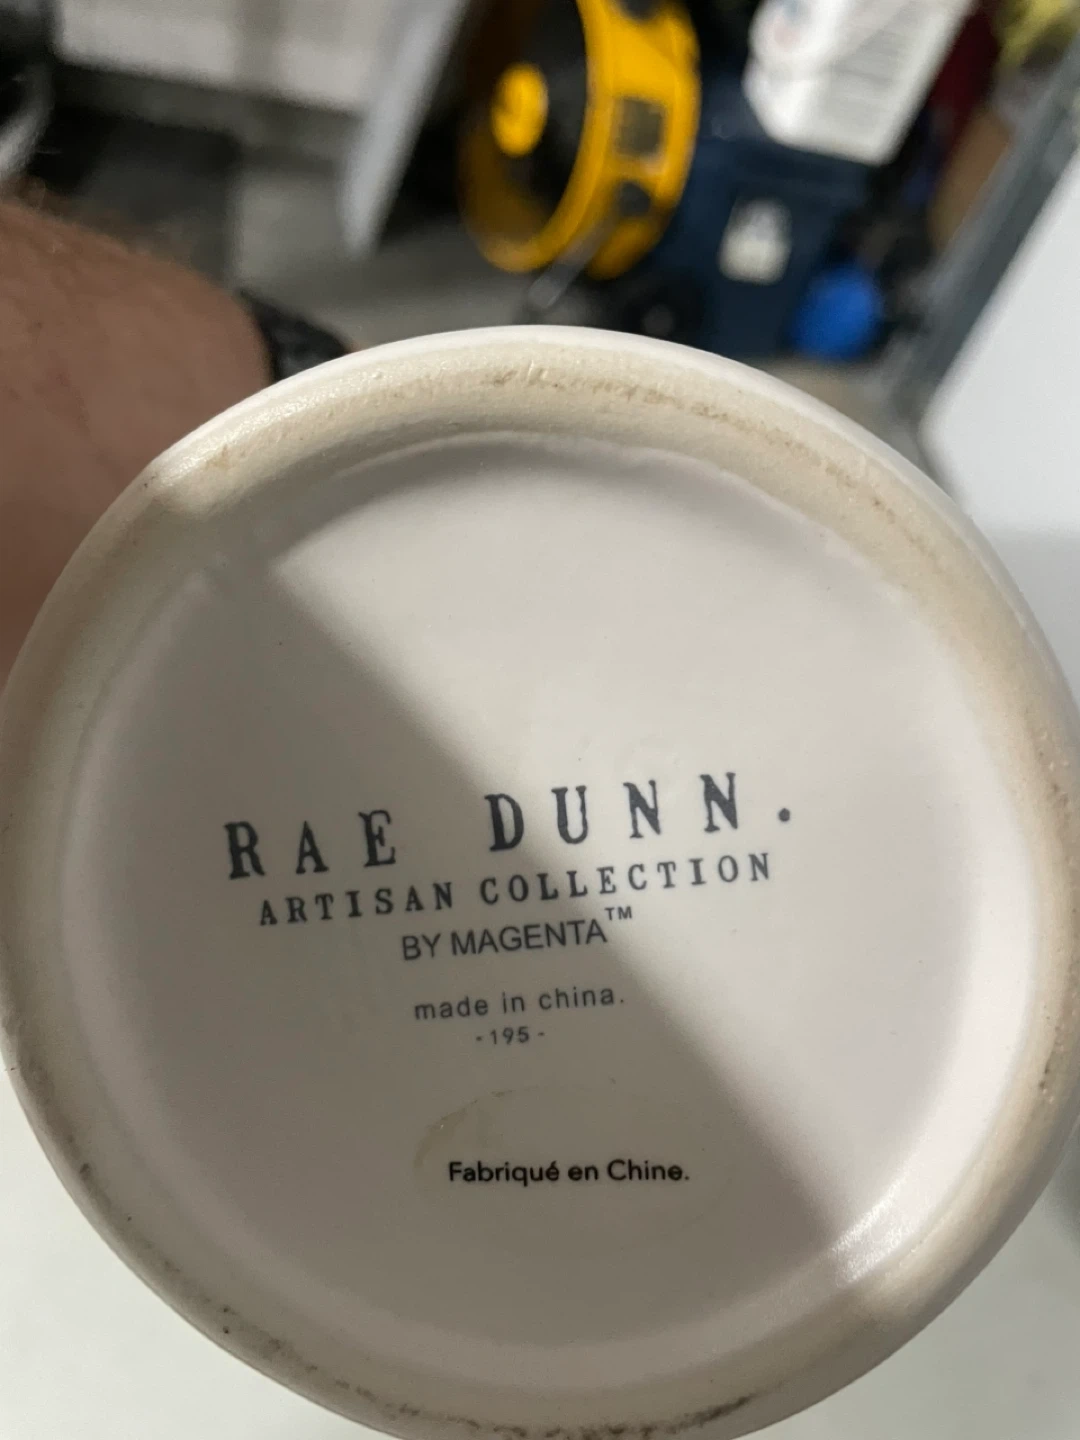 RAE DUNN.
ARTISAN COLLECTION
BY MAGENTA™
made in china.
- 195 -
Fabriqué en Chine.